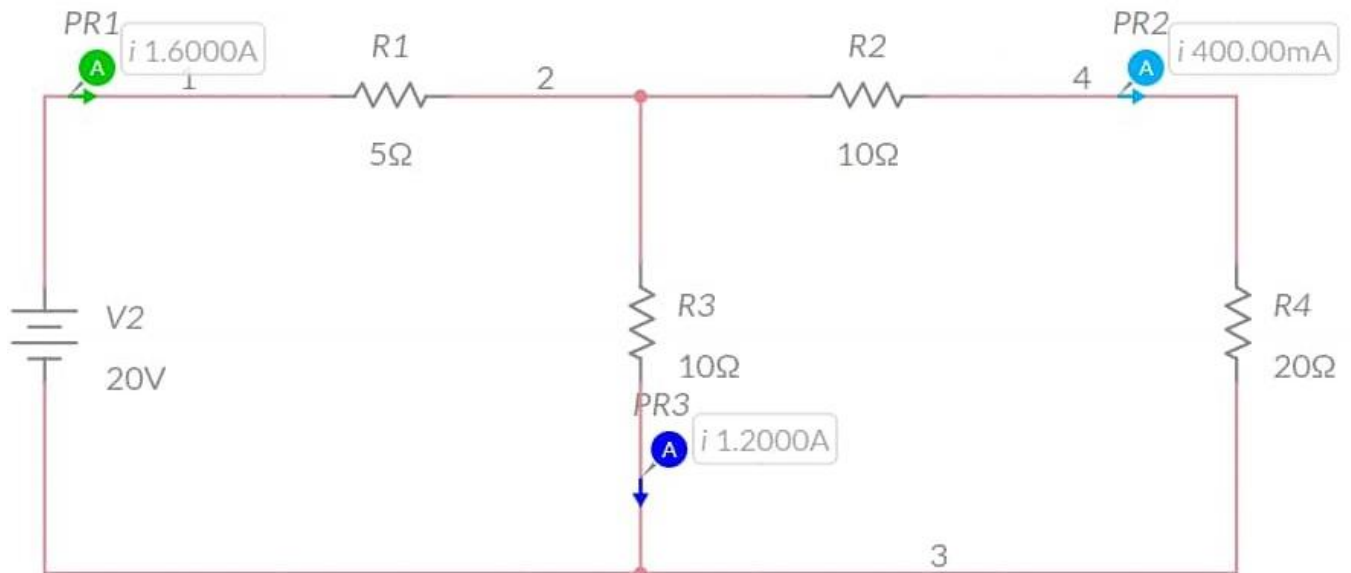 PR1
A
i 1.6000A
1
R1
5Ω
2
R2
10Ω
4
PR2
A
i 400.00mA
V2
20V
R3
10Ω
PR3
A
i 1.2000A
R4
20Ω
3